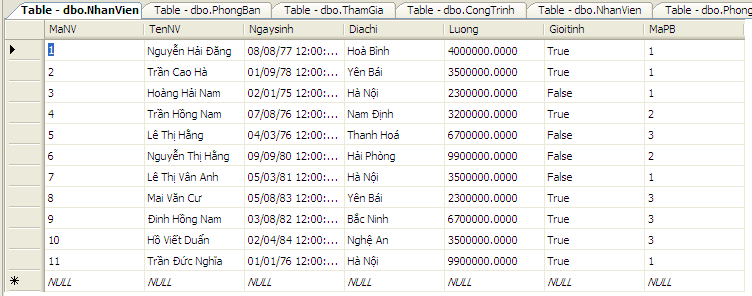 Table - dbo.NhanVien Table - dbo.PhongBan Table - dbo.ThamGia Table - dbo.CongTrinh Table - dbo.NhanVien Table - dbo.Phong
MaNV TenNV Ngaysinh Diachi Luong Gioitinh MaPB
1 Nguyễn Hải Đăng 08/08/77 12:00:... Hoà Bình 4000000.0000 True 1
2 Trần Cao Hà 01/09/78 12:00:... Yên Bái 3500000.0000 True 1
3 Hoàng Hải Nam 02/01/75 12:00:... Hà Nội 2300000.0000 False 1
4 Trần Hồng Nam 07/08/76 12:00:... Nam Định 3200000.0000 True 2
5 Lê Thị Hằng 04/03/76 12:00:... Thanh Hoá 6700000.0000 False 3
6 Nguyễn Thị Hằng 09/09/80 12:00:... Hải Phòng 9900000.0000 False 2
7 Lê Thị Vân Anh 05/03/81 12:00:... Hà Nội 3500000.0000 False 1
8 Mai Văn Cư 05/08/83 12:00:... Yên Bái 2300000.0000 True 3
9 Đinh Hồng Nam 03/08/82 12:00:... Bắc Ninh 6700000.0000 True 3
10 Hồ Viết Duẩn 02/04/84 12:00:... Nghệ An 3500000.0000 True 3
11 Trần Đức Nghĩa 01/01/76 12:00:... Hà Nội 9900000.0000 True 1
NULL NULL NULL NULL NULL NULL NULL